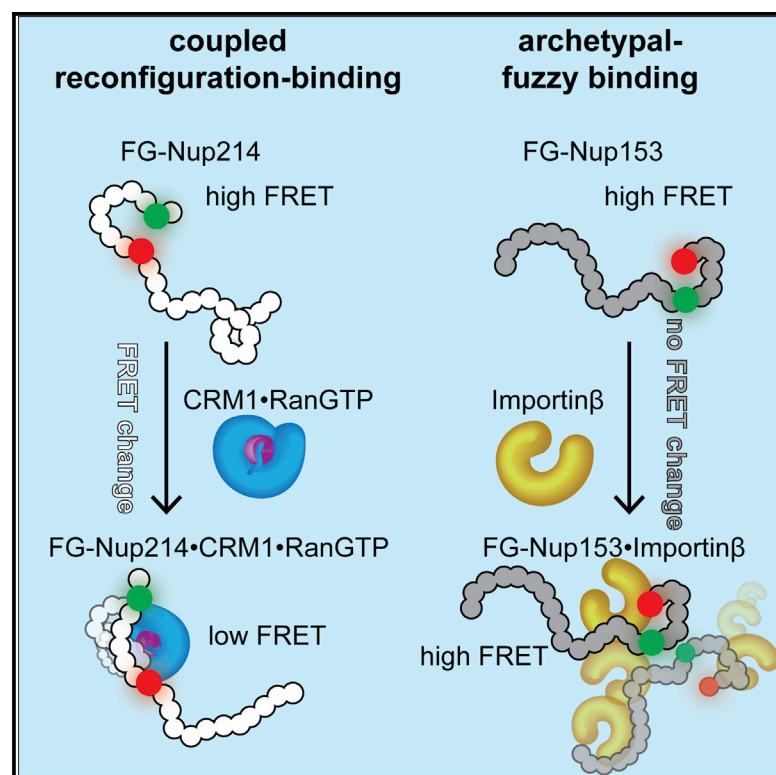 coupled
reconfiguration-binding
FG-Nup214
high FRET
FRET change
CRM1•RanGTP
FG-Nup214•CRM1•RanGTP
low FRET
archetypal-
fuzzy binding
FG-Nup153
high FRET
no FRET change
Importinβ
FG-Nup153•Importinβ
high FRET